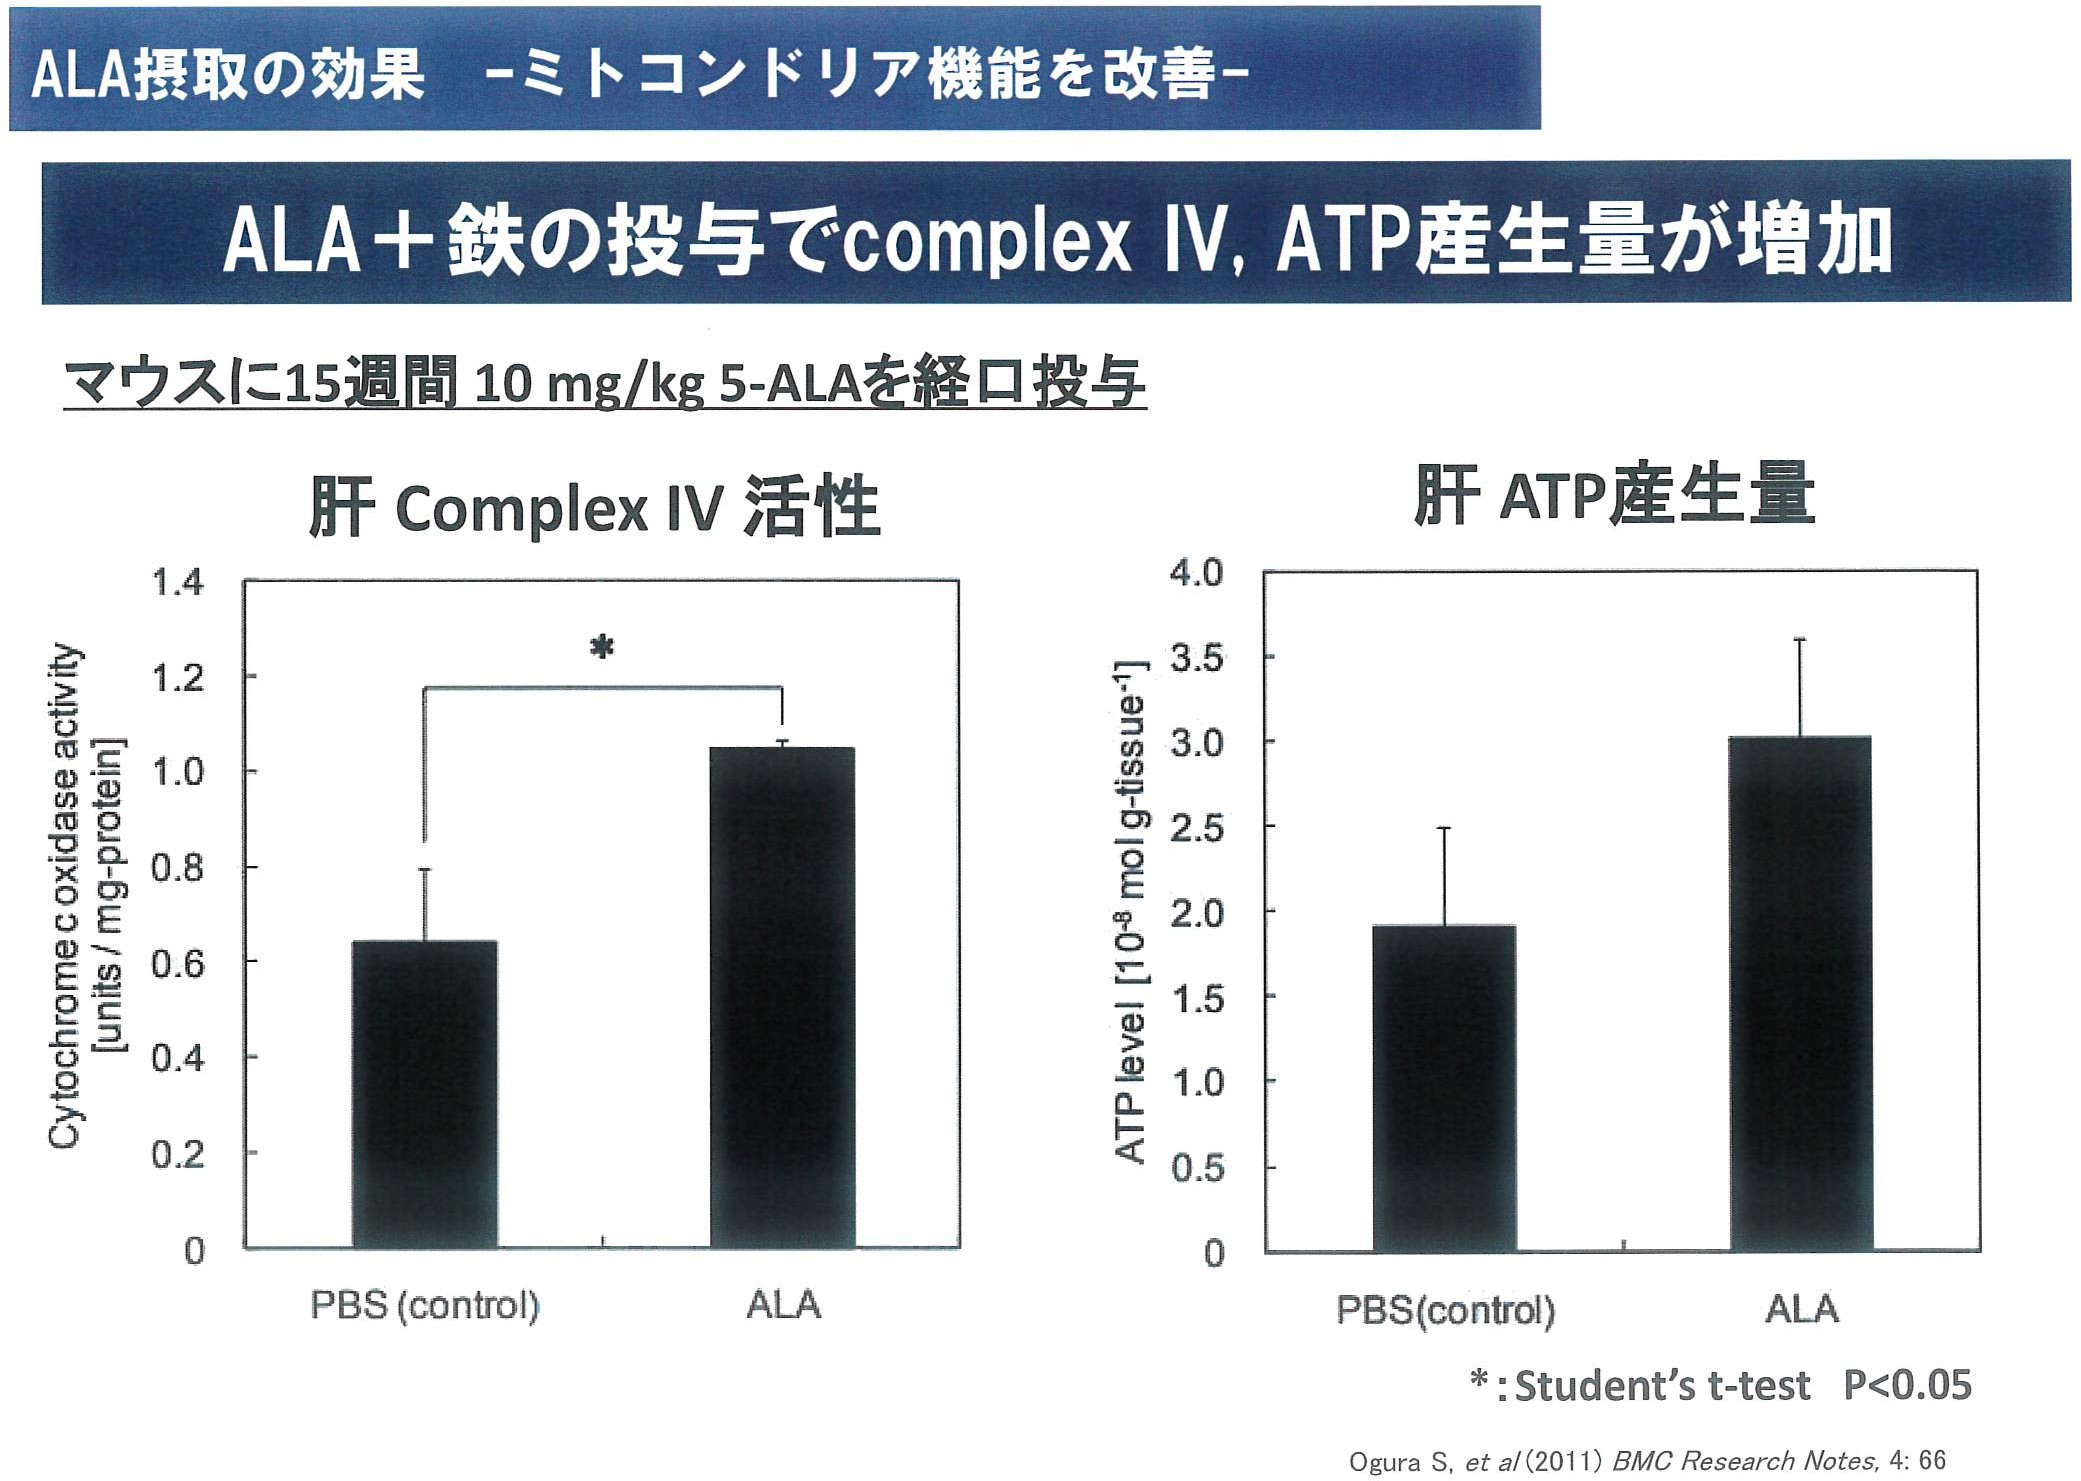 ALA摂取の効果　-ミトコンドリア機能を改善-
ALA＋鉄の投与でcomplex IV, ATP産生量が増加
マウスに15週間 10 mg/kg 5-ALAを経口投与
肝 Complex IV 活性
1.4
1.2
1.0
0.8
0.6
0.4
0.2
0
Cytochrome c oxidase activity
[units / mg-protein]
*
PBS (control)
ALA
肝 ATP産生量
4.0
3.5
3.0
2.5
2.0
1.5
1.0
0.5
0
ATP level [10⁻⁸ mol g-tissue⁻¹]
PBS(control)
ALA
*：Student’s t-test P<0.05
Ogura S, et al (2011) BMC Research Notes, 4: 66